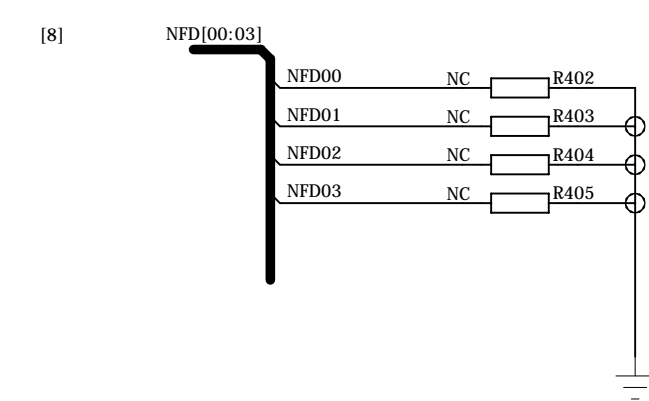 [8] NFD[00:03]
NFD00 NC R402
NFD01 NC R403
NFD02 NC R404
NFD03 NC R405